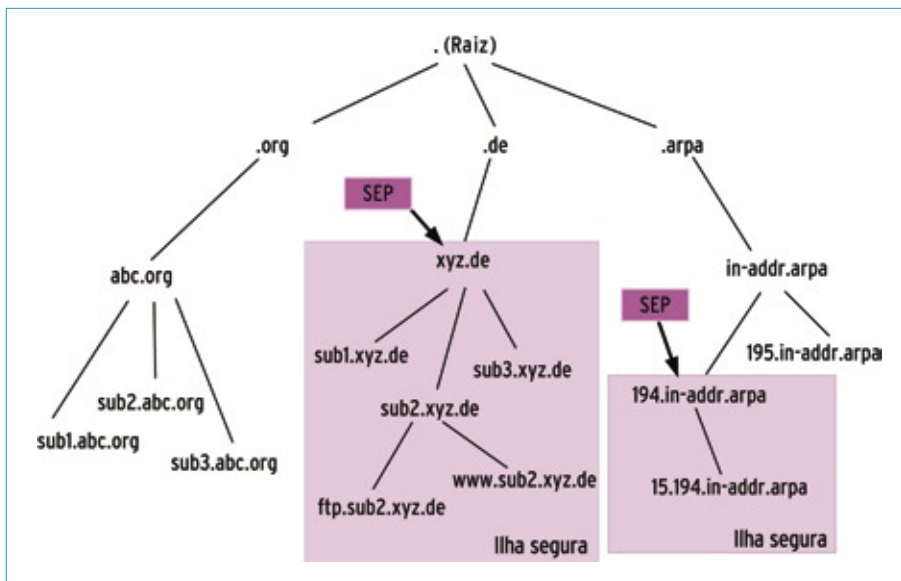 . (Raiz)
.org
.de
.arpa
SEP
xyz.de
abc.org
in-addr.arpa
SEP
sub1.xyz.de
sub3.xyz.de
195.in-addr.arpa
sub2.abc.org
sub2.xyz.de
194.in-addr.arpa
sub1.abc.org
sub3.abc.org
www.sub2.xyz.de
15.194.in-addr.arpa
ftp.sub2.xyz.de
Ilha segura
Ilha segura